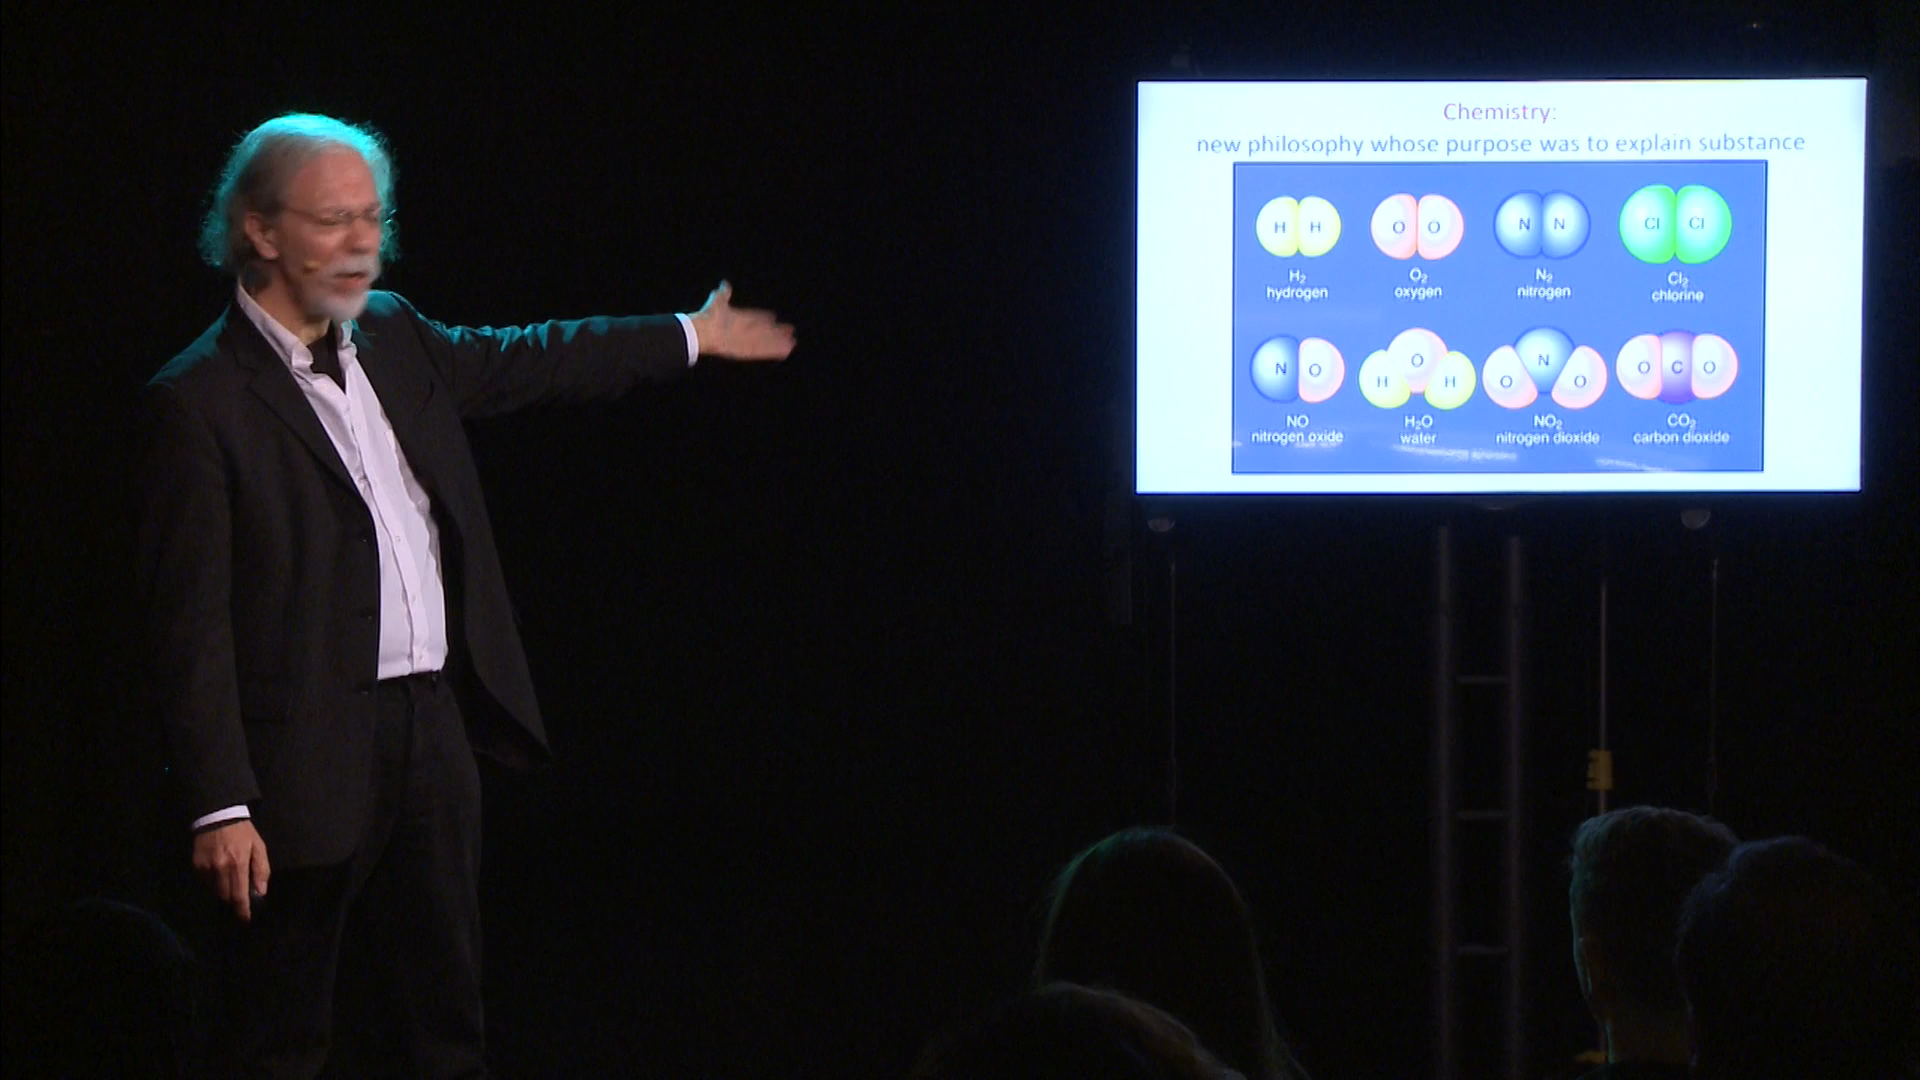 Chemistry:
new philosophy whose purpose was to explain substance
H H O O N N Cl Cl
H₂ O₂ N₂ Cl₂
hydrogen oxygen nitrogen chlorine
N O H O H O N O O C O
NO H₂O NO₂ CO₂
nitrogen oxide water nitrogen dioxide carbon dioxide